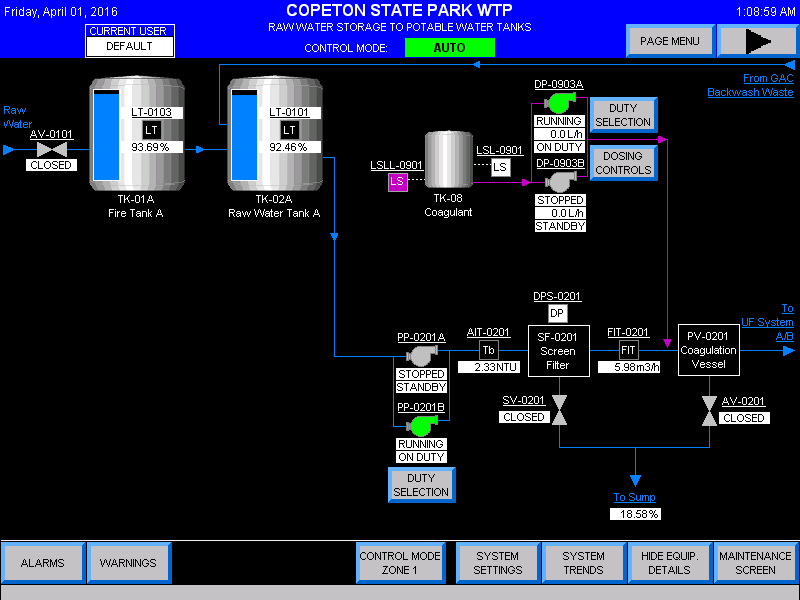 Friday, April 01, 2016
COPETON STATE PARK WTP
1:08:59 AM
RAW WATER STORAGE TO POTABLE WATER TANKS
CURRENT USER
DEFAULT
CONTROL MODE:
AUTO
PAGE MENU
From GAC
Backwash Waste
Raw
Water
AV-0101
CLOSED
LT-0103
LT
93.69%
TK-01A
Fire Tank A
LT-0101
LT
92.46%
TK-02A
Raw Water Tank A
LSLL-0901
LS
LSL-0901
LS
TK-08
Coagulant
DP-0903A
RUNNING
0.0L/h
ON DUTY
DP-0903B
STOPPED
0.0L/h
STANDBY
DUTY
SELECTION
DOSING
CONTROLS
PP-0201A
STOPPED
STANDBY
PP-0201B
RUNNING
ON DUTY
DUTY
SELECTION
AIT-0201
Tb
2.33NTU
DPS-0201
DP
SF-0201
Screen
Filter
FIT-0201
FIT
5.98m3/h
PV-0201
Coagulation
Vessel
To
UF System
A/B
SV-0201
CLOSED
AV-0201
CLOSED
To Sump
18.58%
ALARMS
WARNINGS
CONTROL MODE
ZONE 1
SYSTEM
SETTINGS
SYSTEM
TRENDS
HIDE EQUIP.
DETAILS
MAINTENANCE
SCREEN